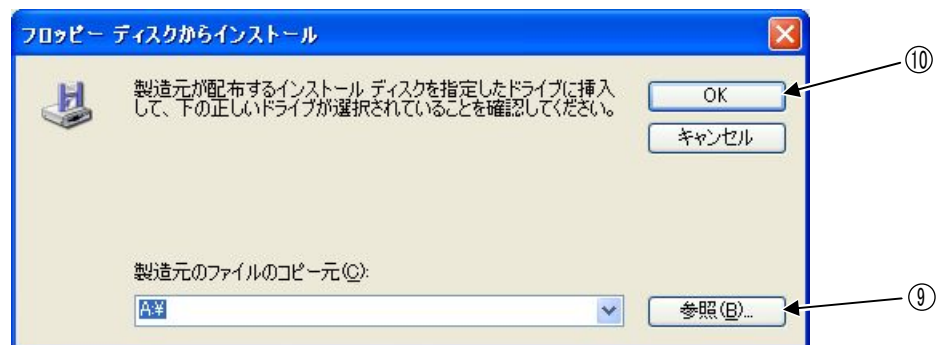 フロッピー ディスクからインストール
⑩
製造元が配布するインストール ディスクを指定したドライブに挿入
して、下の正しいドライブが選択されていることを確認してください。
OK
キャンセル
製造元のファイルのコピー元(C):
A:¥
参照(B)...
⑨